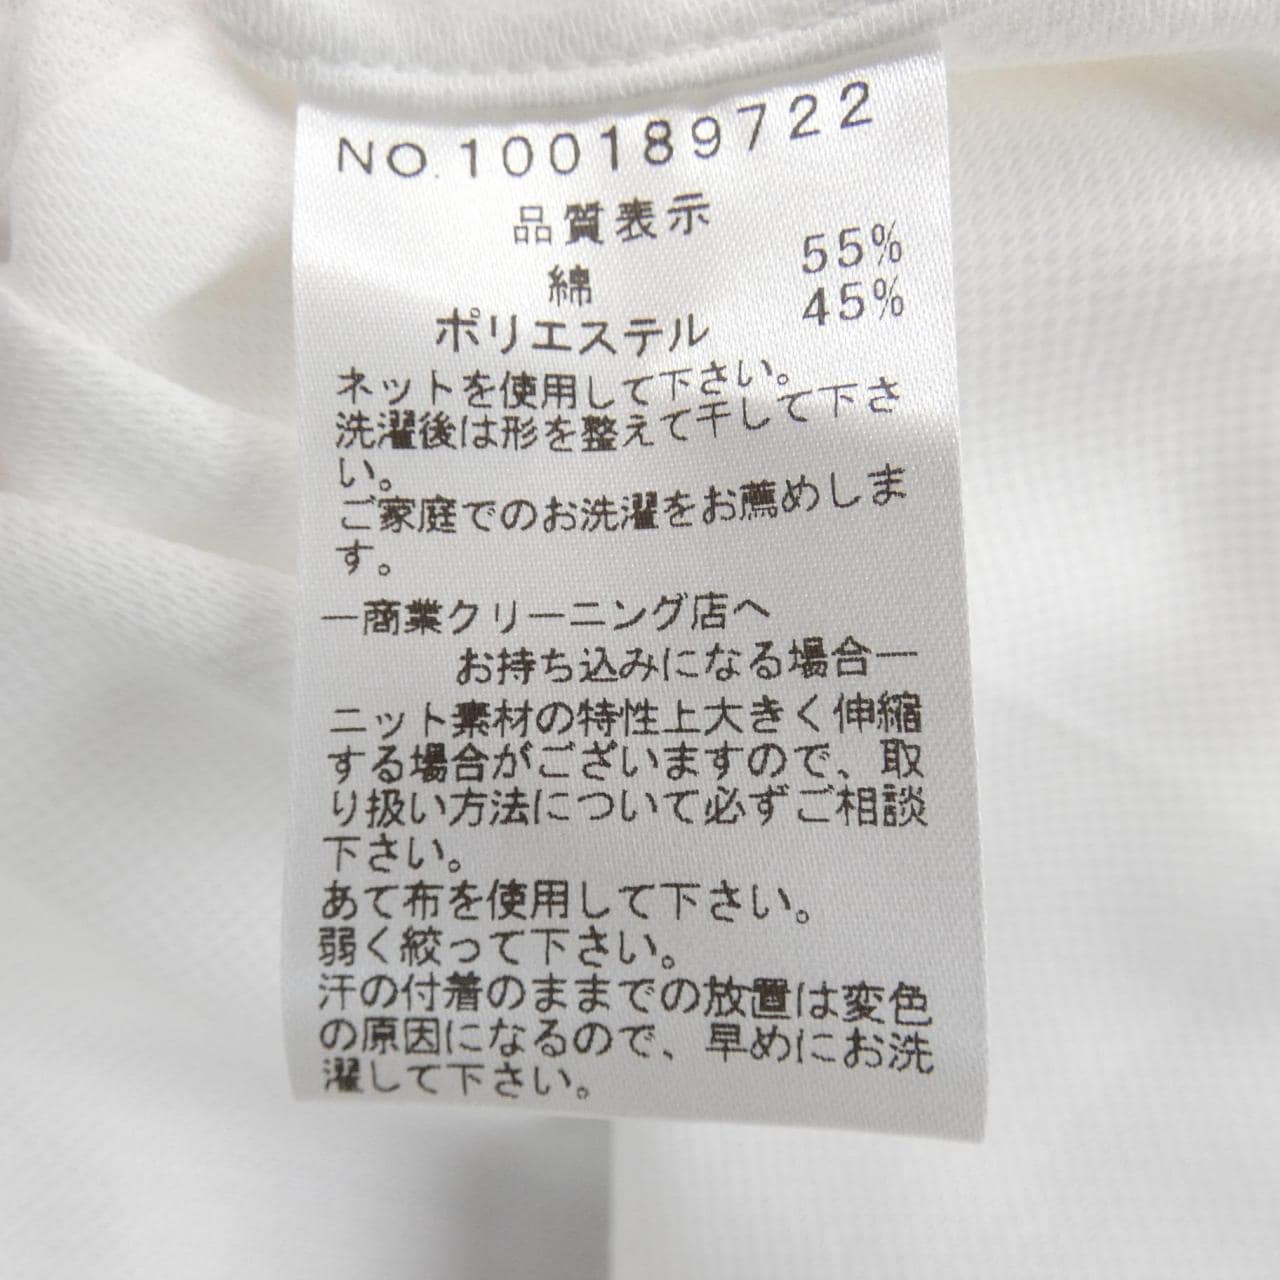 NO.100189722
品質表示
綿 55%
ポリエステル 45%
ネットを使用して下さい。
洗濯後は形を整えて干して下さ
い。
ご家庭でのお洗濯をお薦めしま
す。
―商業クリーニング店へ
お持ち込みになる場合―
ニット素材の特性上大きく伸縮
する場合がございますので、取
り扱い方法について必ずご相談
下さい。
あて布を使用して下さい。
弱く絞って下さい。
汗の付着のままでの放置は変色
の原因になるので、早めにお洗
濯して下さい。